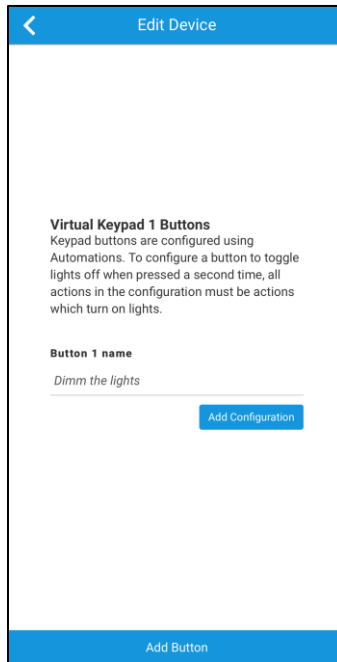 Edit Device
Virtual Keypad 1 Buttons
Keypad buttons are configured using
Automations. To configure a button to toggle
lights off when pressed a second time, all
actions in the configuration must be actions
which turn on lights.
Button 1 name
Dimm the lights
Add Configuration
Add Button